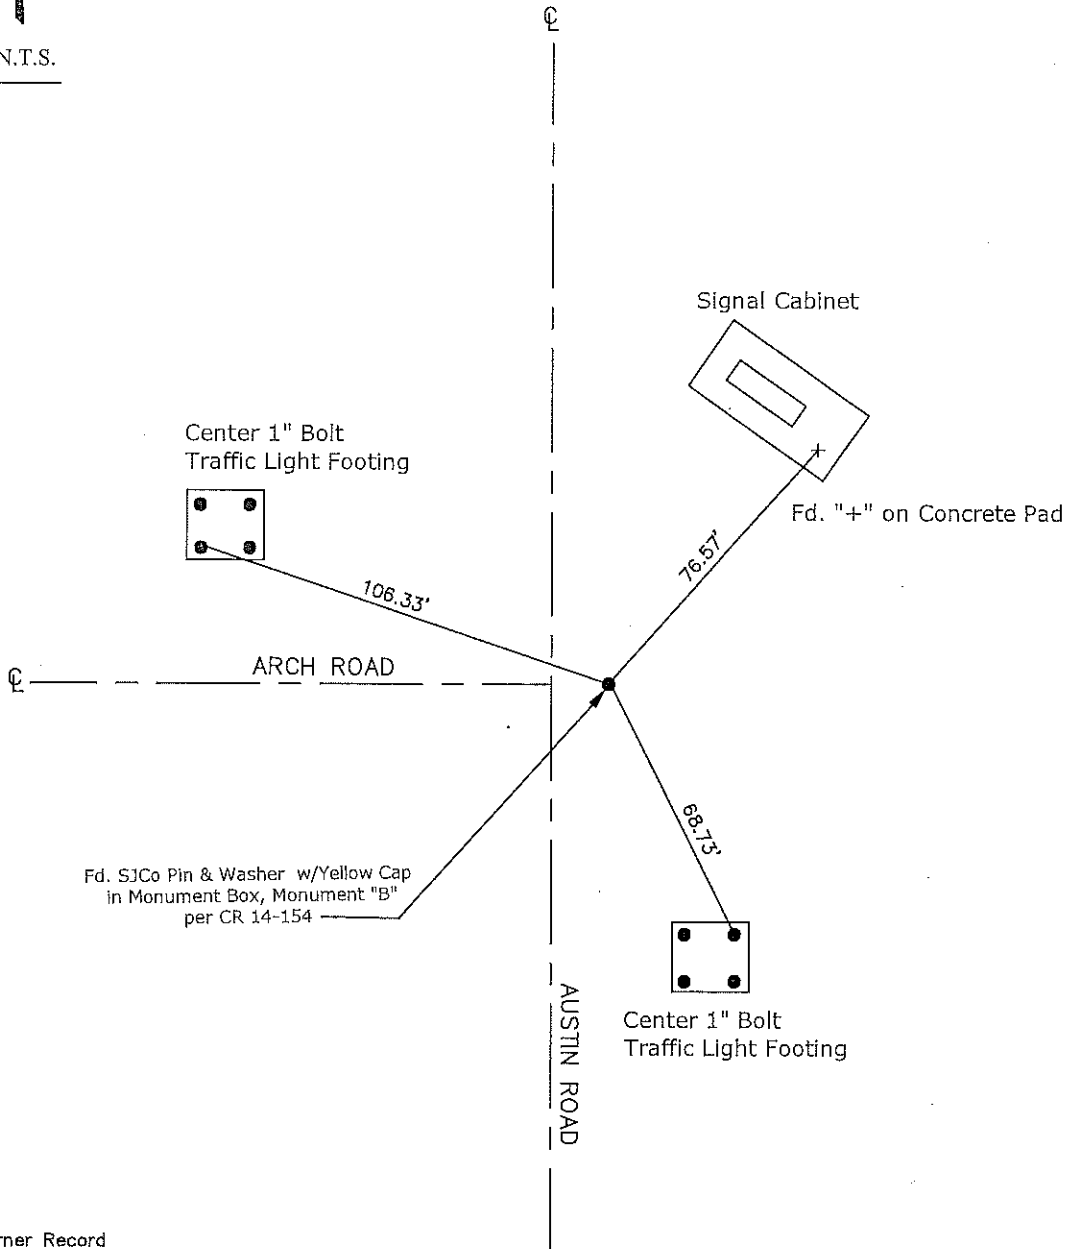 ℄
N.T.S.
Signal Cabinet
Center 1" Bolt
Traffic Light Footing
Fd. "+" on Concrete Pad
76.57'
106.33'
ARCH ROAD
℄
68.73'
Fd. SJCo Pin & Washer w/Yellow Cap
in Monument Box, Monument "B"
per CR 14-154
AUSTIN ROAD
Center 1" Bolt
Traffic Light Footing
rner Record